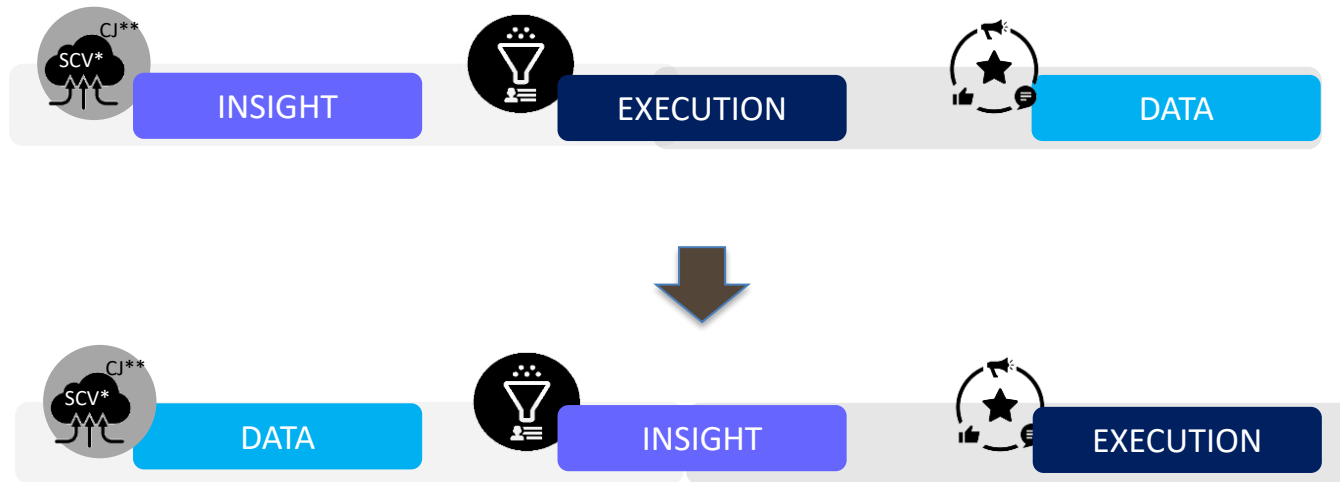 CJ**
SCV*
INSIGHT
EXECUTION
DATA
CJ**
SCV*
DATA
INSIGHT
EXECUTION